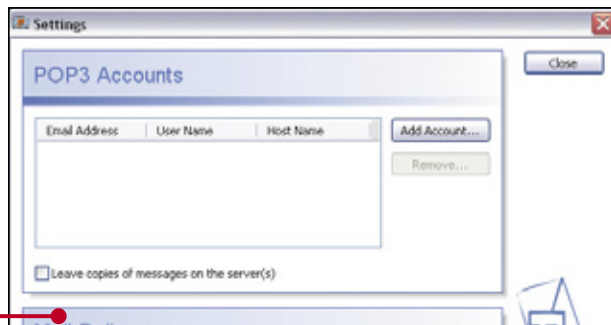 Settings
Close
POP3 Accounts
Email Address User Name Host Name
Add Account...
Remove...
Leave copies of messages on the server(s)